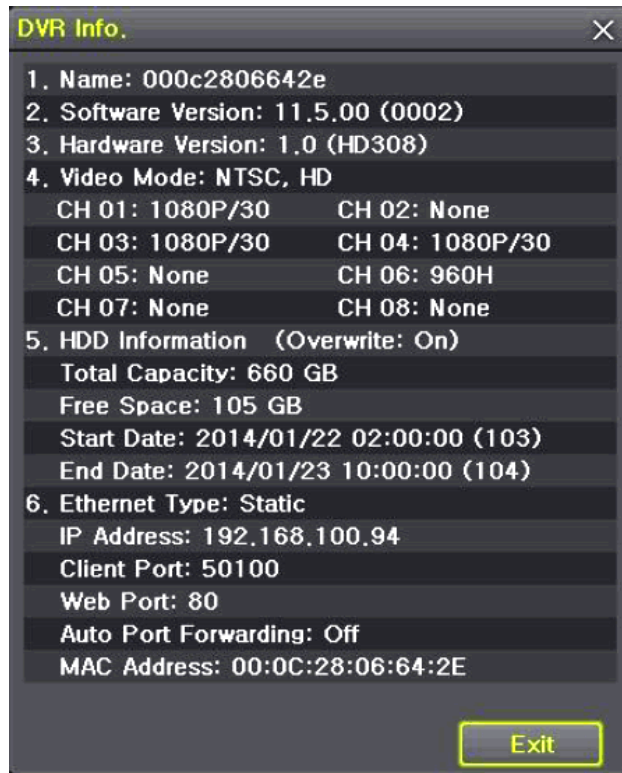 DVR Info.
1. Name: 000c2806642e
2. Software Version: 11.5.00 (0002)
3. Hardware Version: 1.0 (HD308)
4. Video Mode: NTSC, HD
CH 01: 1080P/30 CH 02: None
CH 03: 1080P/30 CH 04: 1080P/30
CH 05: None CH 06: 960H
CH 07: None CH 08: None
5. HDD Information (Overwrite: On)
Total Capacity: 660 GB
Free Space: 105 GB
Start Date: 2014/01/22 02:00:00 (103)
End Date: 2014/01/23 10:00:00 (104)
6. Ethernet Type: Static
IP Address: 192.168.100.94
Client Port: 50100
Web Port: 80
Auto Port Forwarding: Off
MAC Address: 00:0C:28:06:64:2E
Exit